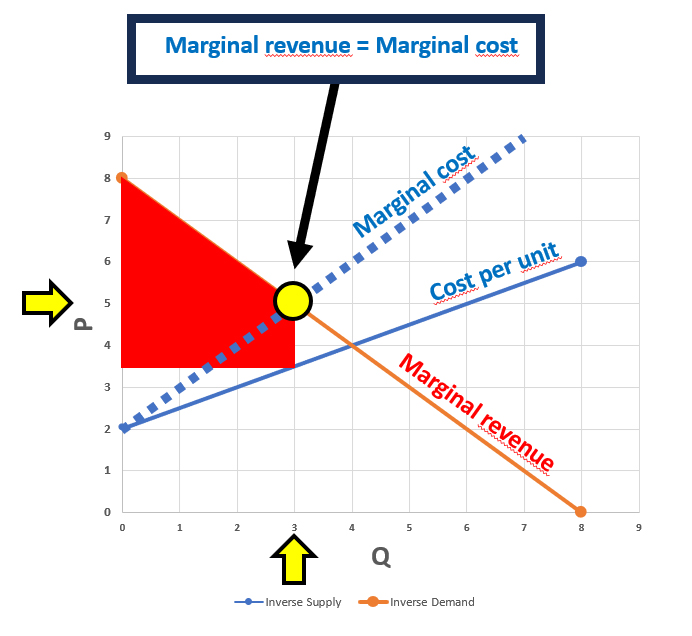 Marginal revenue = Marginal cost
9
8
7
6
5
4
3
2
1
0
P
Marginal cost
Cost per unit
Marginal revenue
0 1 2 3 4 5 6 7 8 9
Q
Inverse Supply Inverse Demand